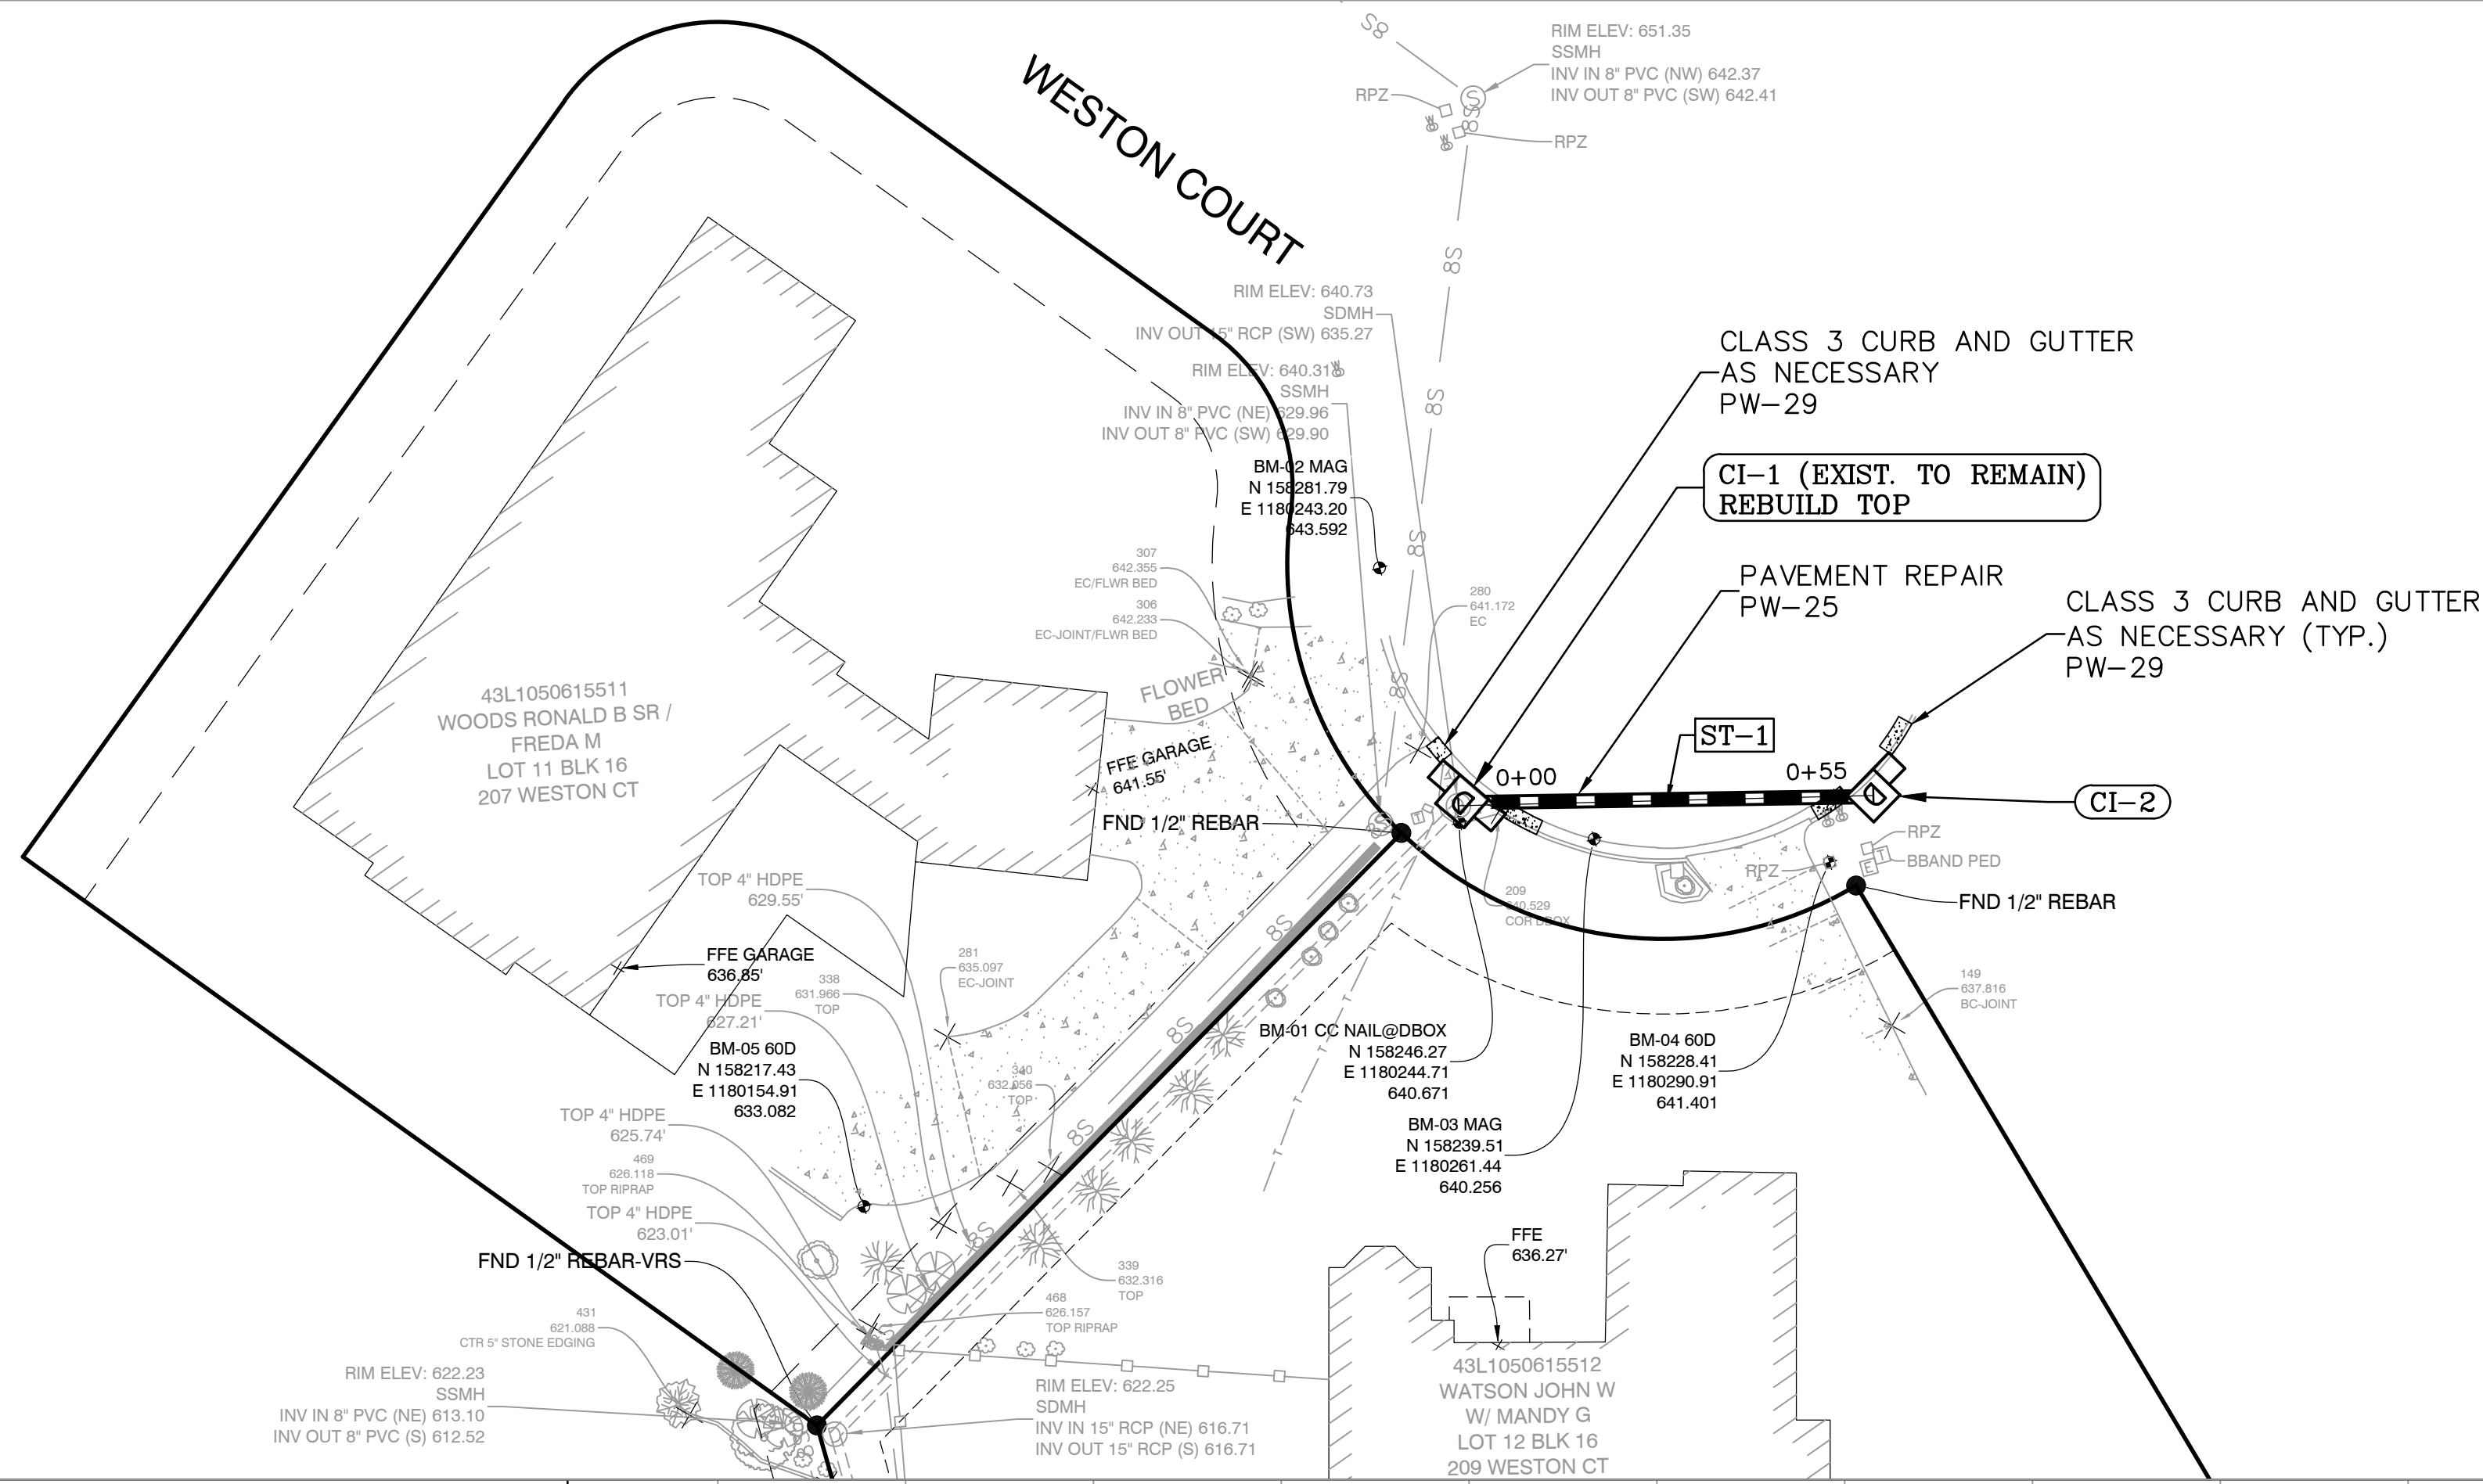 WESTON COURT
8S
RIM ELEV: 651.35
SSMH
INV IN 8" PVC (NW) 642.37
INV OUT 8" PVC (SW) 642.41
RPZ
S
8S
W
W
RPZ
8S
RIM ELEV: 640.73
SDMH
INV OUT 15" RCP (SW) 635.27
RIM ELEV: 640.31
W
SSMH
INV IN 8" PVC (NE) 629.96
INV OUT 8" PVC (SW) 629.90
8S
CLASS 3 CURB AND GUTTER
AS NECESSARY
PW-29
BM-02 MAG
N 158281.79
E 1180243.20
643.592
CI-1 (EXIST. TO REMAIN)
REBUILD TOP
8S
307
642.355
EC/FLWR BED
306
642.233
EC-JOINT/FLWR BED
280
641.172
EC
PAVEMENT REPAIR
PW-25
CLASS 3 CURB AND GUTTER
AS NECESSARY (TYP.)
PW-29
43L1050615511
WOODS RONALD B SR /
FREDA M
LOT 11 BLK 16
207 WESTON CT
FLOWER
BED
8S
FFE GARAGE
641.55'
ST-1
0+00
0+55
CI-2
FND 1/2" REBAR
S
T
D
RPZ
BBAND PED
RPZ
E
T
FND 1/2" REBAR
209
640.529
COR DBOX
TOP 4" HDPE
629.55'
8S
FFE GARAGE
636.85'
338
631.966
TOP
281
635.097
EC-JOINT
149
637.816
BC-JOINT
TOP 4" HDPE
627.21'
8S
T
T
T
T
BM-01 CC NAIL@DBOX
N 158246.27
E 1180244.71
640.671
BM-04 60D
N 158228.41
E 1180290.91
641.401
BM-05 60D
N 158217.43
E 1180154.91
633.082
340
632.056
TOP
8S
TOP 4" HDPE
625.74'
BM-03 MAG
N 158239.51
E 1180261.44
640.256
469
626.118
TOP RIPRAP
TOP 4" HDPE
623.01'
8S
FND 1/2" REBAR-VRS
FFE
636.27'
339
632.316
TOP
468
626.157
TOP RIPRAP
431
621.088
CTR 5" STONE EDGING
RIM ELEV: 622.23
SSMH
INV IN 8" PVC (NE) 613.10
INV OUT 8" PVC (S) 612.52
RIM ELEV: 622.25
SDMH
INV IN 15" RCP (NE) 616.71
INV OUT 15" RCP (S) 616.71
43L1050615512
WATSON JOHN W
W/ MANDY G
LOT 12 BLK 16
209 WESTON CT